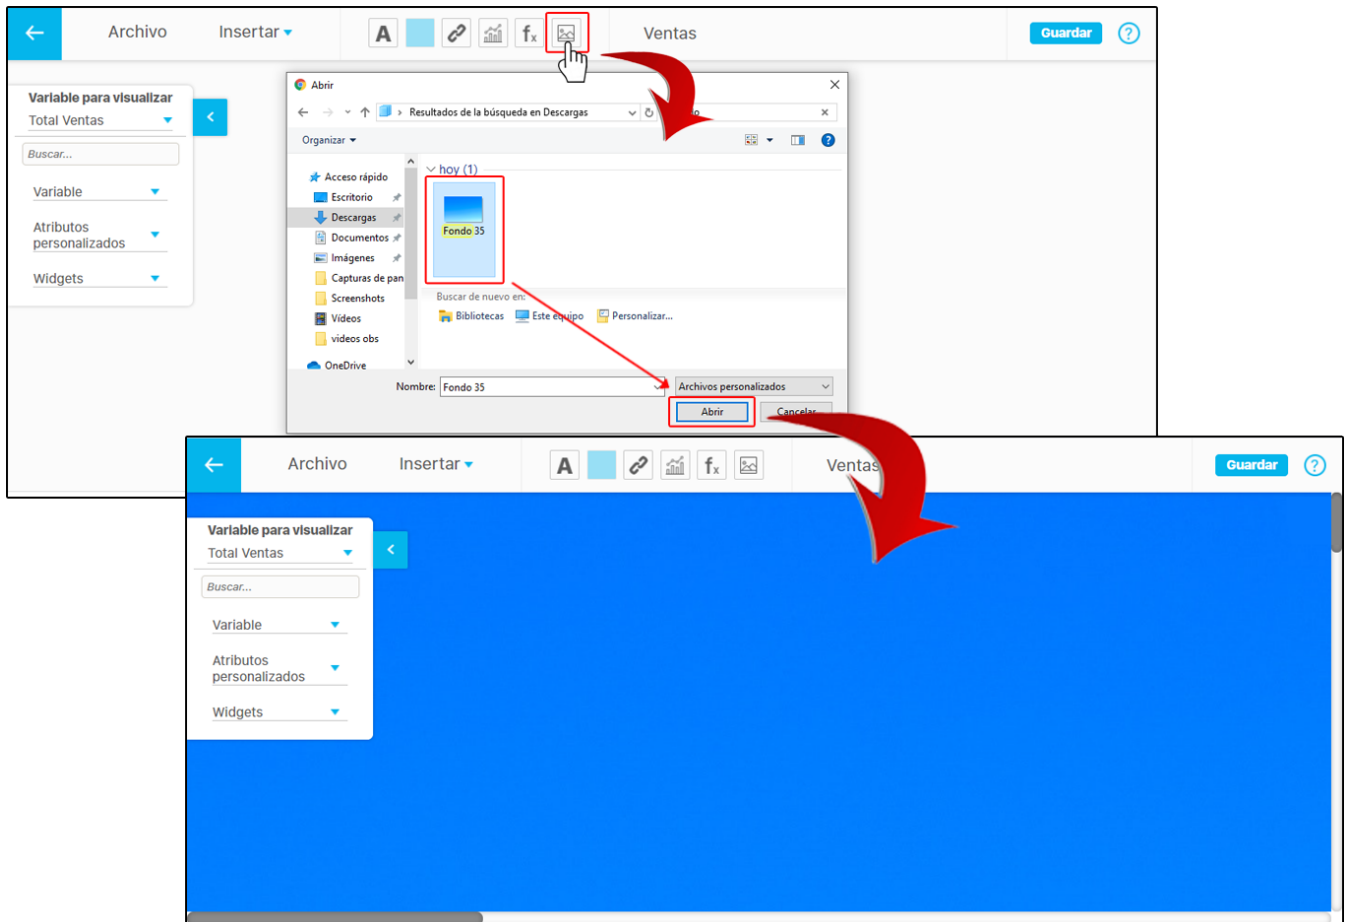 Archivo Insertar A fx Ventas Guardar ?
Variable para visualizar
Total Ventas
Buscar...
Variable
Atributos
personalizados
Widgets
Abrir
Resultados de la búsqueda en Descargas
Organizar
?
Acceso rápido
Escritorio
Descargas
Documentos
Imágenes
Capturas de pan
Screenshots
Vídeos
videos obs
OneDrive
hoy (1)
Fondo 35
Buscar de nuevo en:
Bibliotecas Este equipo Personalizar...
Nombre: Fondo 35 Archivos personalizados
Abrir Cancelar
Archivo Insertar A fx Ventas Guardar ?
Variable para visualizar
Total Ventas
Buscar...
Variable
Atributos
personalizados
Widgets